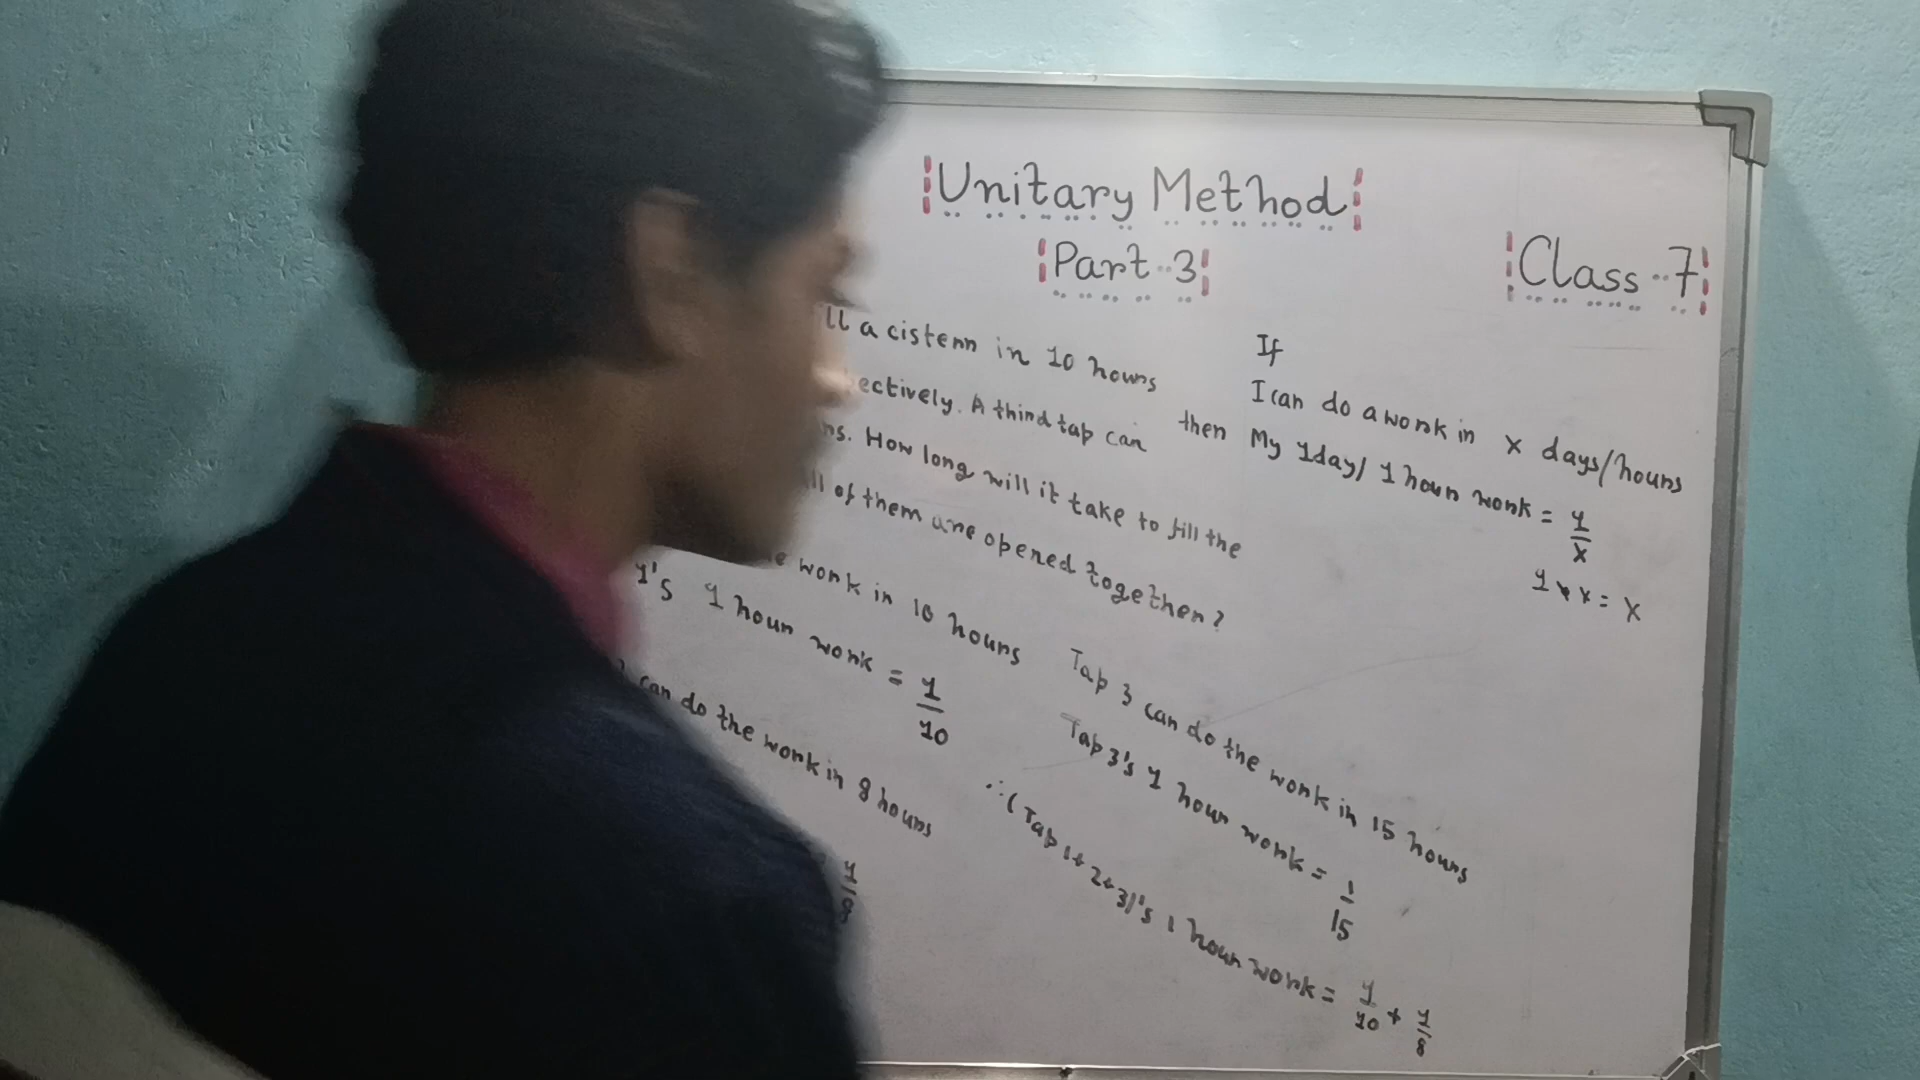 Unitary Method
Part-3
Class-7
ll a cistern in 10 hours
ectively. A third tap can
How long will it take to fill the
of them are opened together?
If
I can do a work in x days/hours
then My 1day/ 1 hour work = 1/x
1 x = x
work in 10 hours
1's 1 hour work = 1/10
can do the work in 8 hours
1/8
Tap 3 can do the work in 15 hours
Tap 3's 1 hour work = 1/15
∴ (Tap 1+2+3)'s 1 hour work = 1/10 + 1/8